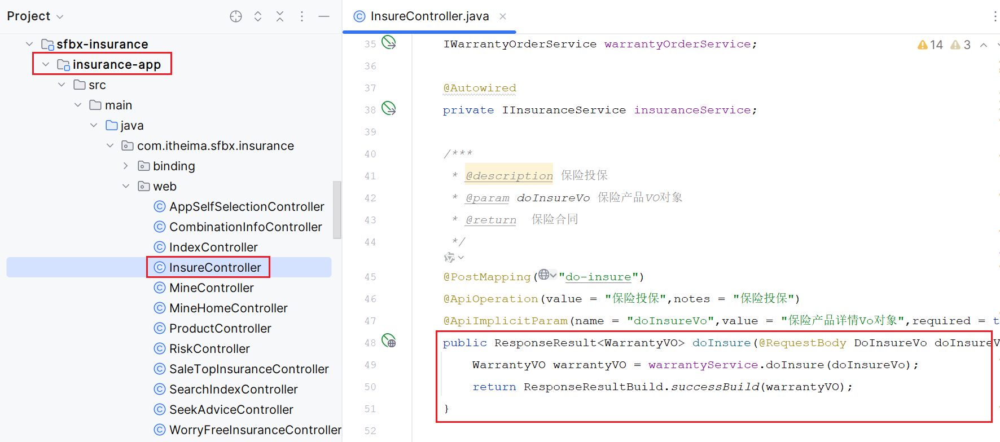 Project
sfbx-insurance
insurance-app
src
main
java
com.itheima.sfbx.insurance
binding
web
AppSelfSelectionController
CombinationInfoController
IndexController
InsureController
MineController
MineHomeController
ProductController
RiskController
SaleTopInsuranceController
SearchIndexController
SeekAdviceController
WorryFreeInsuranceController
InsureController.java
14 3
35 IWarrantyOrderService warrantyOrderService;
36
37 @Autowired
38 private IInsuranceService insuranceService;
39
40 /***
41 * @description 保险投保
42 * @param doInsureVo 保险产品VO对象
43 * @return 保险合同
44 */
45 @PostMapping("do-insure")
46 @ApiOperation(value = "保险投保",notes = "保险投保")
47 @ApiImplicitParam(name = "doInsureVo",value = "保险产品详情Vo对象",required = t
48 public ResponseResult<WarrantyVO> doInsure(@RequestBody DoInsureVo doInsureV
49 WarrantyVO warrantyVO = warrantyService.doInsure(doInsureVo);
50 return ResponseResultBuild.successBuild(warrantyVO);
51 }
52